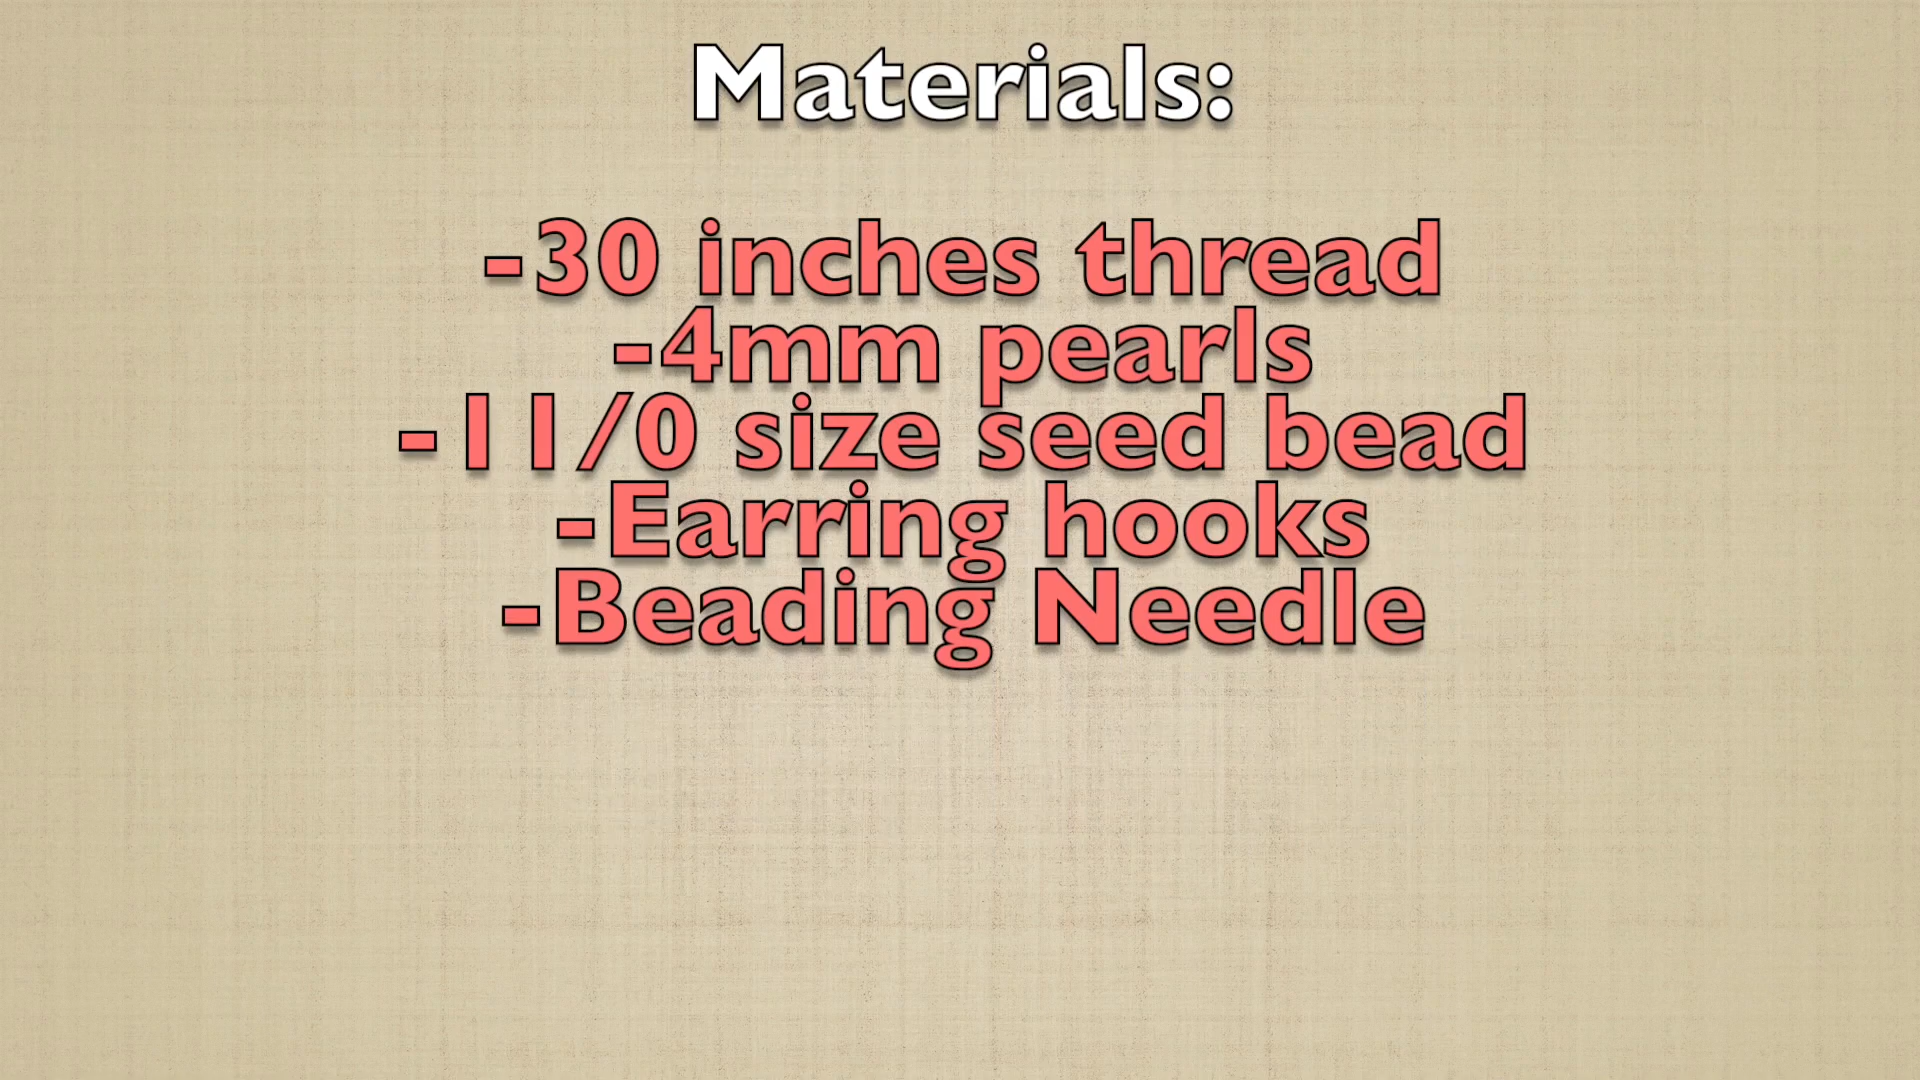 Materials:
-30 inches thread
-4mm pearls
-11/0 size seed bead
-Earring hooks
-Beading Needle